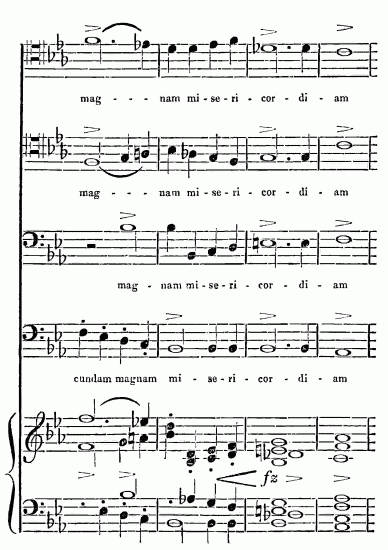 mag - - - nam mi - se - ri - cor - di - am
mag - - - nam mi - se - ri - cor - di - am
mag - nam mi - se - ri - cor - di - am
cundam magnam mi - se - ri - cor - di - am
fz